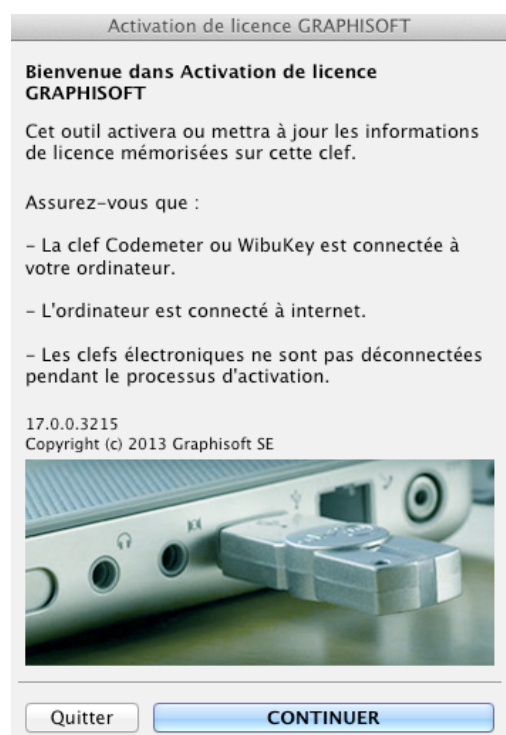 Activation de licence GRAPHISOFT
Bienvenue dans Activation de licence
GRAPHISOFT
Cet outil activera ou mettra à jour les informations
de licence mémorisées sur cette clef.
Assurez-vous que :
– La clef Codemeter ou WibuKey est connectée à
votre ordinateur.
– L'ordinateur est connecté à internet.
– Les clefs électroniques ne sont pas déconnectées
pendant le processus d'activation.
17.0.0.3215
Copyright (c) 2013 Graphisoft SE
Quitter
CONTINUER